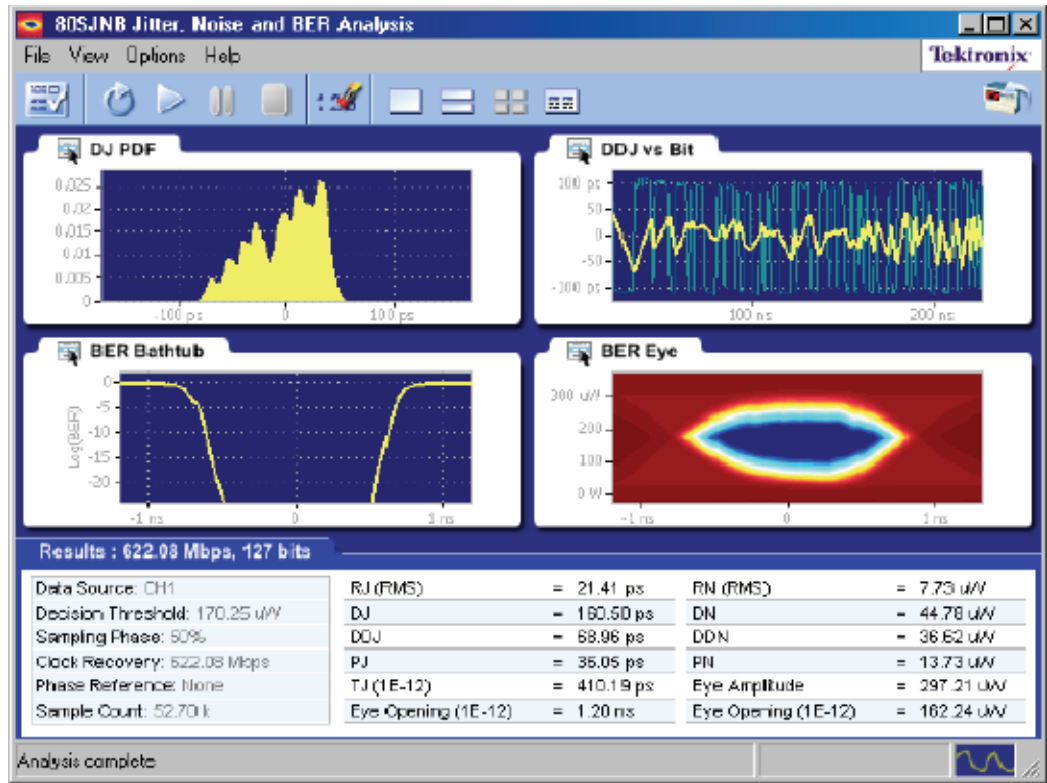 80SJNB Jitter, Noise and BER Analysis
File View Options Help
Tektronix
DJ PDF
0.025
0.02
0.015
0.01
0.005
0
-100 ps 0 100 ps
DDJ vs Bit
100 ps
50
0
-50
-100 ps
100 ns 200 ns
BER Bathtub
Log(BER)
0
-5
-10
-15
-20
-1 ns 0 1 ns
BER Eye
300 uW
200
100
0 W
-1 ns 0 1 ns
Results : 622.08 Mbps, 127 bits
Data Source: CH1
Decision Threshold: 170.25 uW
Sampling Phase: 50%
Clock Recovery: 622.08 Mbps
Phase Reference: None
Sample Count: 52.70 k
RJ (RMS) = 21.41 ps
DJ = 160.50 ps
DDJ = 68.96 ps
PJ = 36.05 ps
TJ (1E-12) = 410.19 ps
Eye Opening (1E-12) = 1.20 ns
RN (RMS) = 7.73 uW
DN = 44.78 uW
DDN = 36.62 uW
PN = 13.73 uW
Eye Amplitude = 297.21 uW
Eye Opening (1E-12) = 162.24 uW
Analysis complete